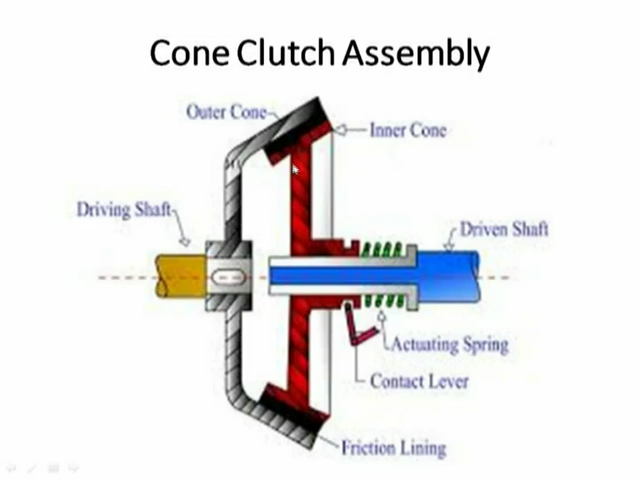 Cone Clutch Assembly
Outer Cone
Inner Cone
Driving Shaft
Driven Shaft
Actuating Spring
Contact Lever
Friction Lining